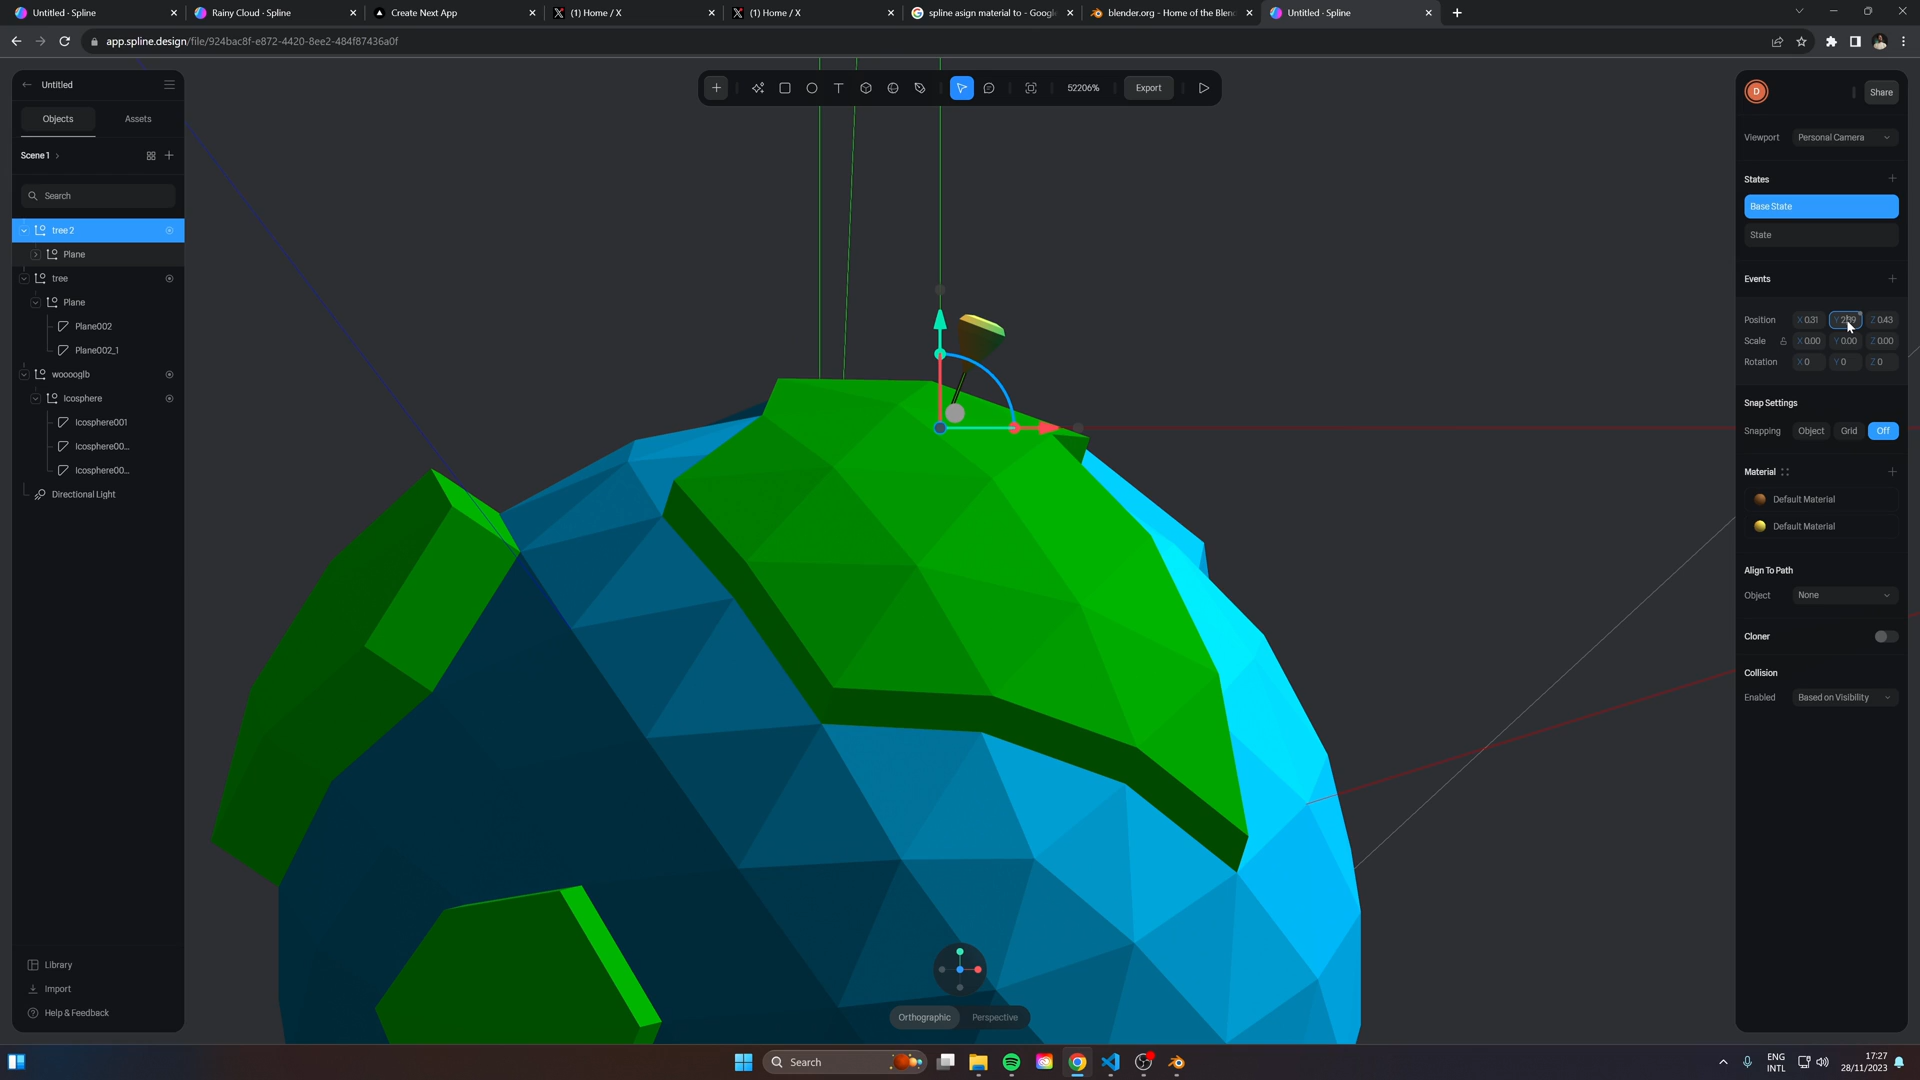 Untitled - Spline
Rainy Cloud - Spline
Create Next App
(1) Home / X
(1) Home / X
spline asign material to - Google
blender.org - Home of the Blen
Untitled - Spline
app.spline.design/file/924bac8f-e872-4420-8ee2-484f87436a0f
Untitled
52206%
Export
D
Share
Objects
Assets
Viewport
Personal Camera
Scene 1
States
Search
Base State
tree 2
State
Plane
tree
Events
Plane
Plane002
Position
X 0.31
Z 0.43
Scale
X 0.00
Y 0.00
Z 0.00
Plane002_1
Rotation
X 0
Y 0
Z 0
wooooglb
Icosphere
Snap Settings
Icosphere001
Snapping
Object
Grid
Off
Icosphere00...
Icosphere00...
Material
Directional Light
Default Material
Default Material
Align To Path
Object
None
Cloner
Collision
Enabled
Based on Visibility
Library
Import
Help & Feedback
Orthographic
Perspective
Search
ENG
INTL
17:27
28/11/2023